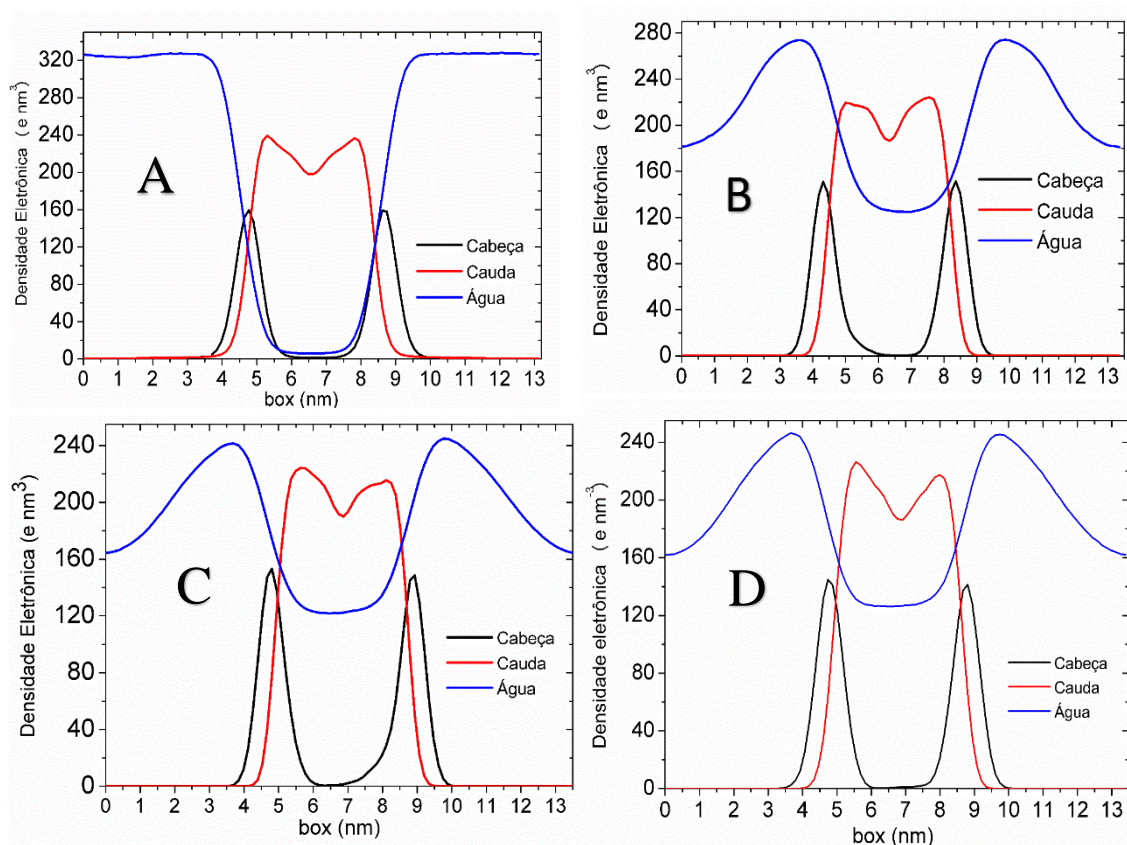 Densidade Eletrônica ( e nm³)
320
280
240
200
160
120
80
40
0
A
Cabeça
Cauda
Água
0 1 2 3 4 5 6 7 8 9 10 11 12 13
box (nm)
Densidade Eletrônica ( e nm³)
280
240
200
160
120
80
40
0
B
Cabeça
Cauda
Água
0 1 2 3 4 5 6 7 8 9 10 11 12 13
box (nm)
Densidade Eletrônica (e nm³)
240
200
160
120
80
40
0
C
Cabeça
Cauda
Água
0 1 2 3 4 5 6 7 8 9 10 11 12 13
box (nm)
Densidade eletrônica ( e nm⁻³)
240
200
160
120
80
40
0
D
Cabeça
Cauda
Água
0 1 2 3 4 5 6 7 8 9 10 11 12 13
box (nm)